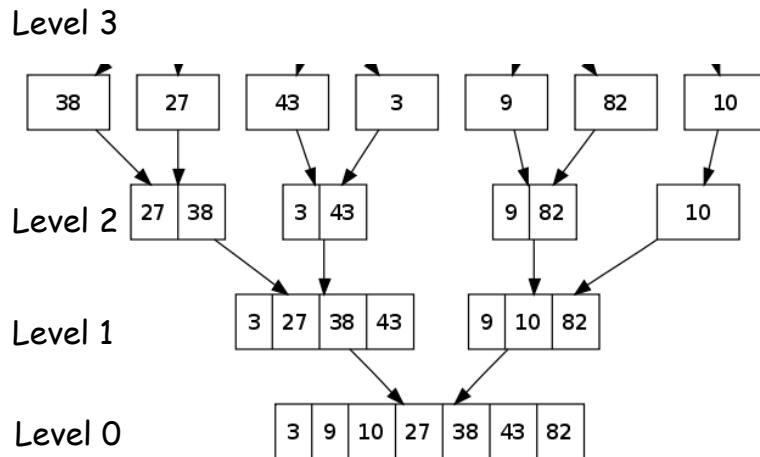 Level 3
38 27 43 3 9 82 10
Level 2 27 38 3 43 9 82 10
Level 1 3 27 38 43 9 10 82
Level 0 3 9 10 27 38 43 82